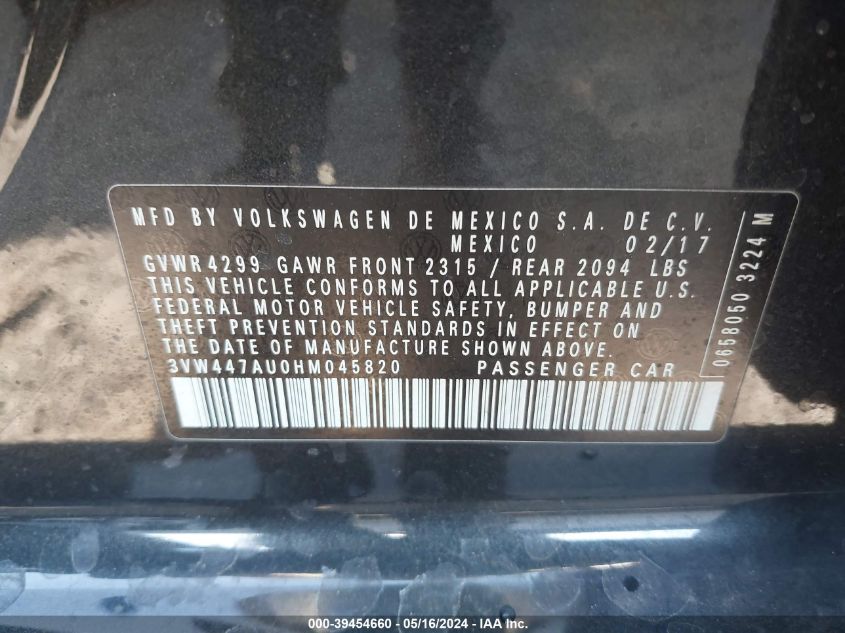 MFD BY VOLKSWAGEN DE MEXICO S.A. DE C.V.
MEXICO 02/17
GVWR 4299 GAWR FRONT 2315 / REAR 2094 LBS
THIS VEHICLE CONFORMS TO ALL APPLICABLE U.S.
FEDERAL MOTOR VEHICLE SAFETY, BUMPER AND
THEFT PREVENTION STANDARDS IN EFFECT ON
THE DATE OF MANUFACTURE SHOWN ABOVE.
3VW447AU0HM045820 PASSENGER CAR
0658050 3224 M
000-39454660 - 05/16/2024 - IAA Inc.